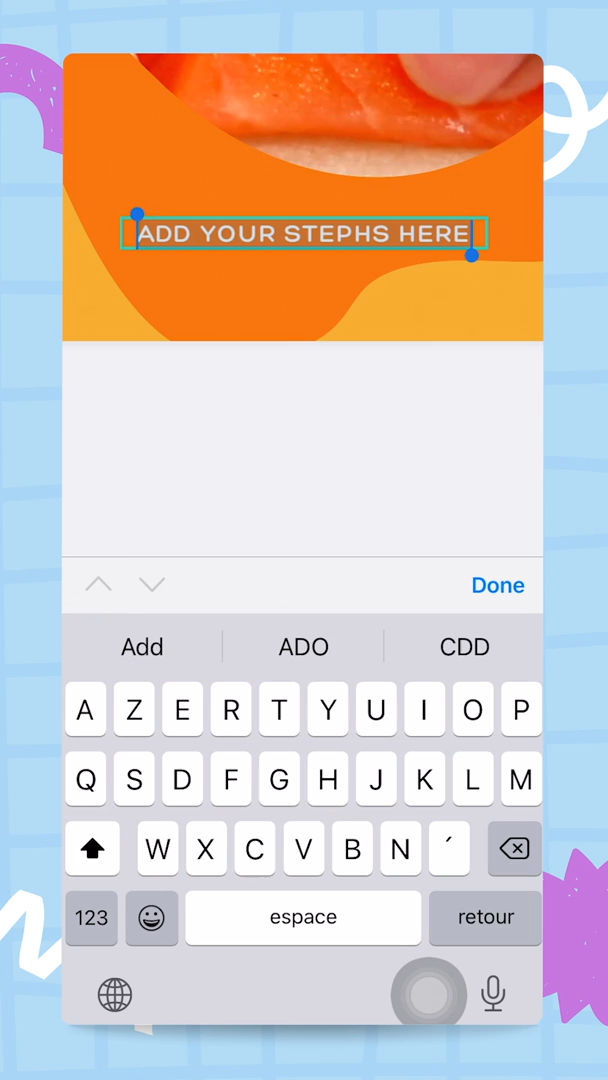 ADD YOUR STEPHS HERE
Done
Add ADO CDD
A Z E R T Y U I O P
Q S D F G H J K L M
W X C V B N ´
123 espace retour